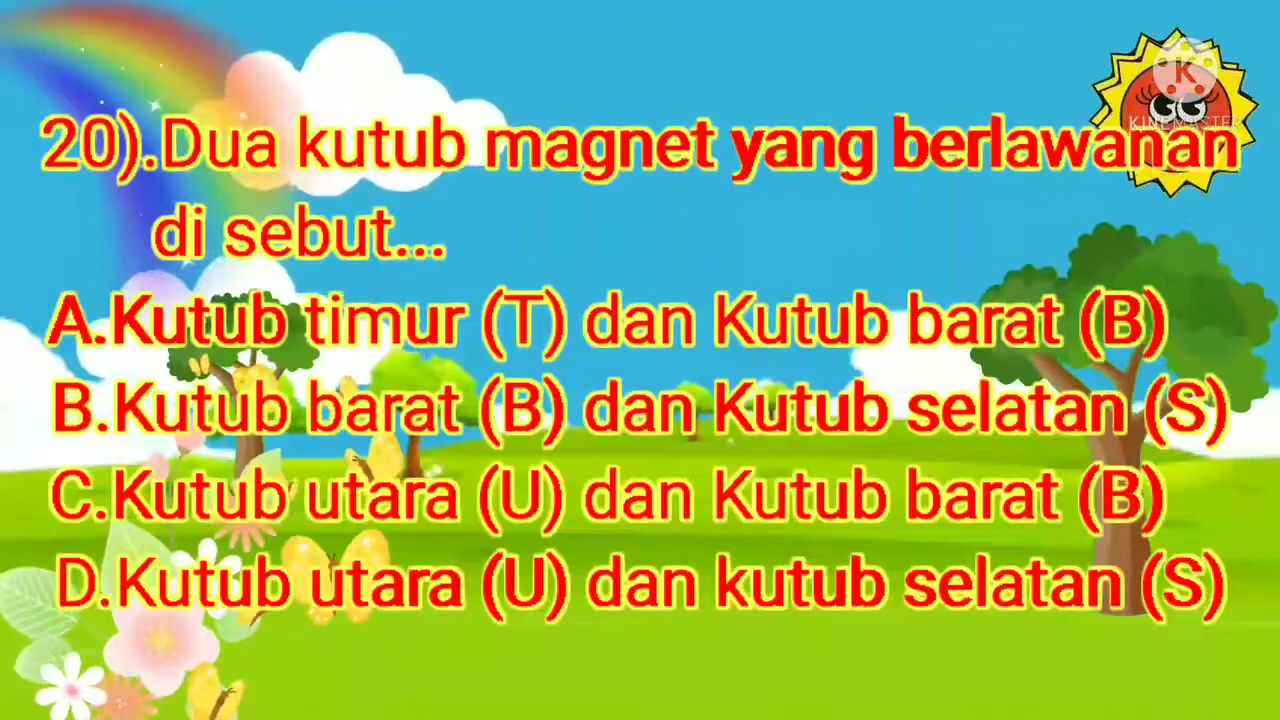 20).Dua kutub magnet yang berlawanan
di sebut...
A.Kutub timur (T) dan Kutub barat (B)
B.Kutub barat (B) dan Kutub selatan (S)
C.Kutub utara (U) dan Kutub barat (B)
D.Kutub utara (U) dan kutub selatan (S)
K
KINEMASTER